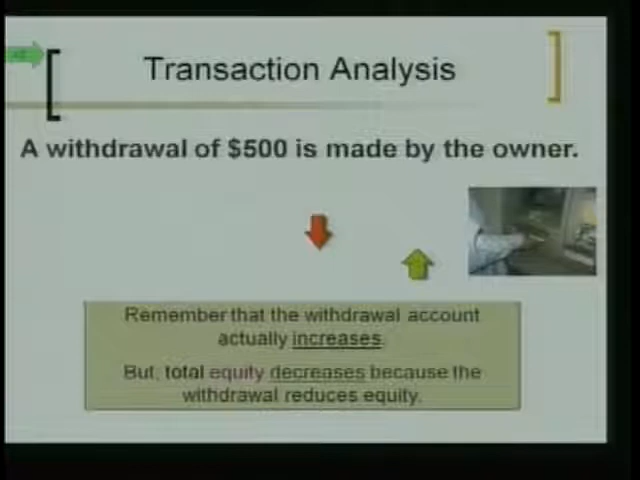 Transaction Analysis
A withdrawal of $500 is made by the owner.
Remember that the withdrawal account
actually increases.
But, total equity decreases because the
withdrawal reduces equity.